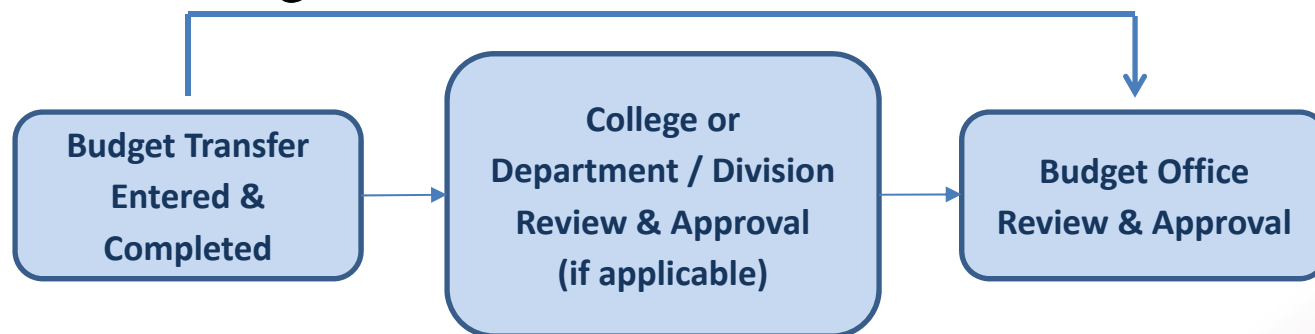 Budget Transfer
Entered &
Completed
College or
Department / Division
Review & Approval
(if applicable)
Budget Office
Review & Approval